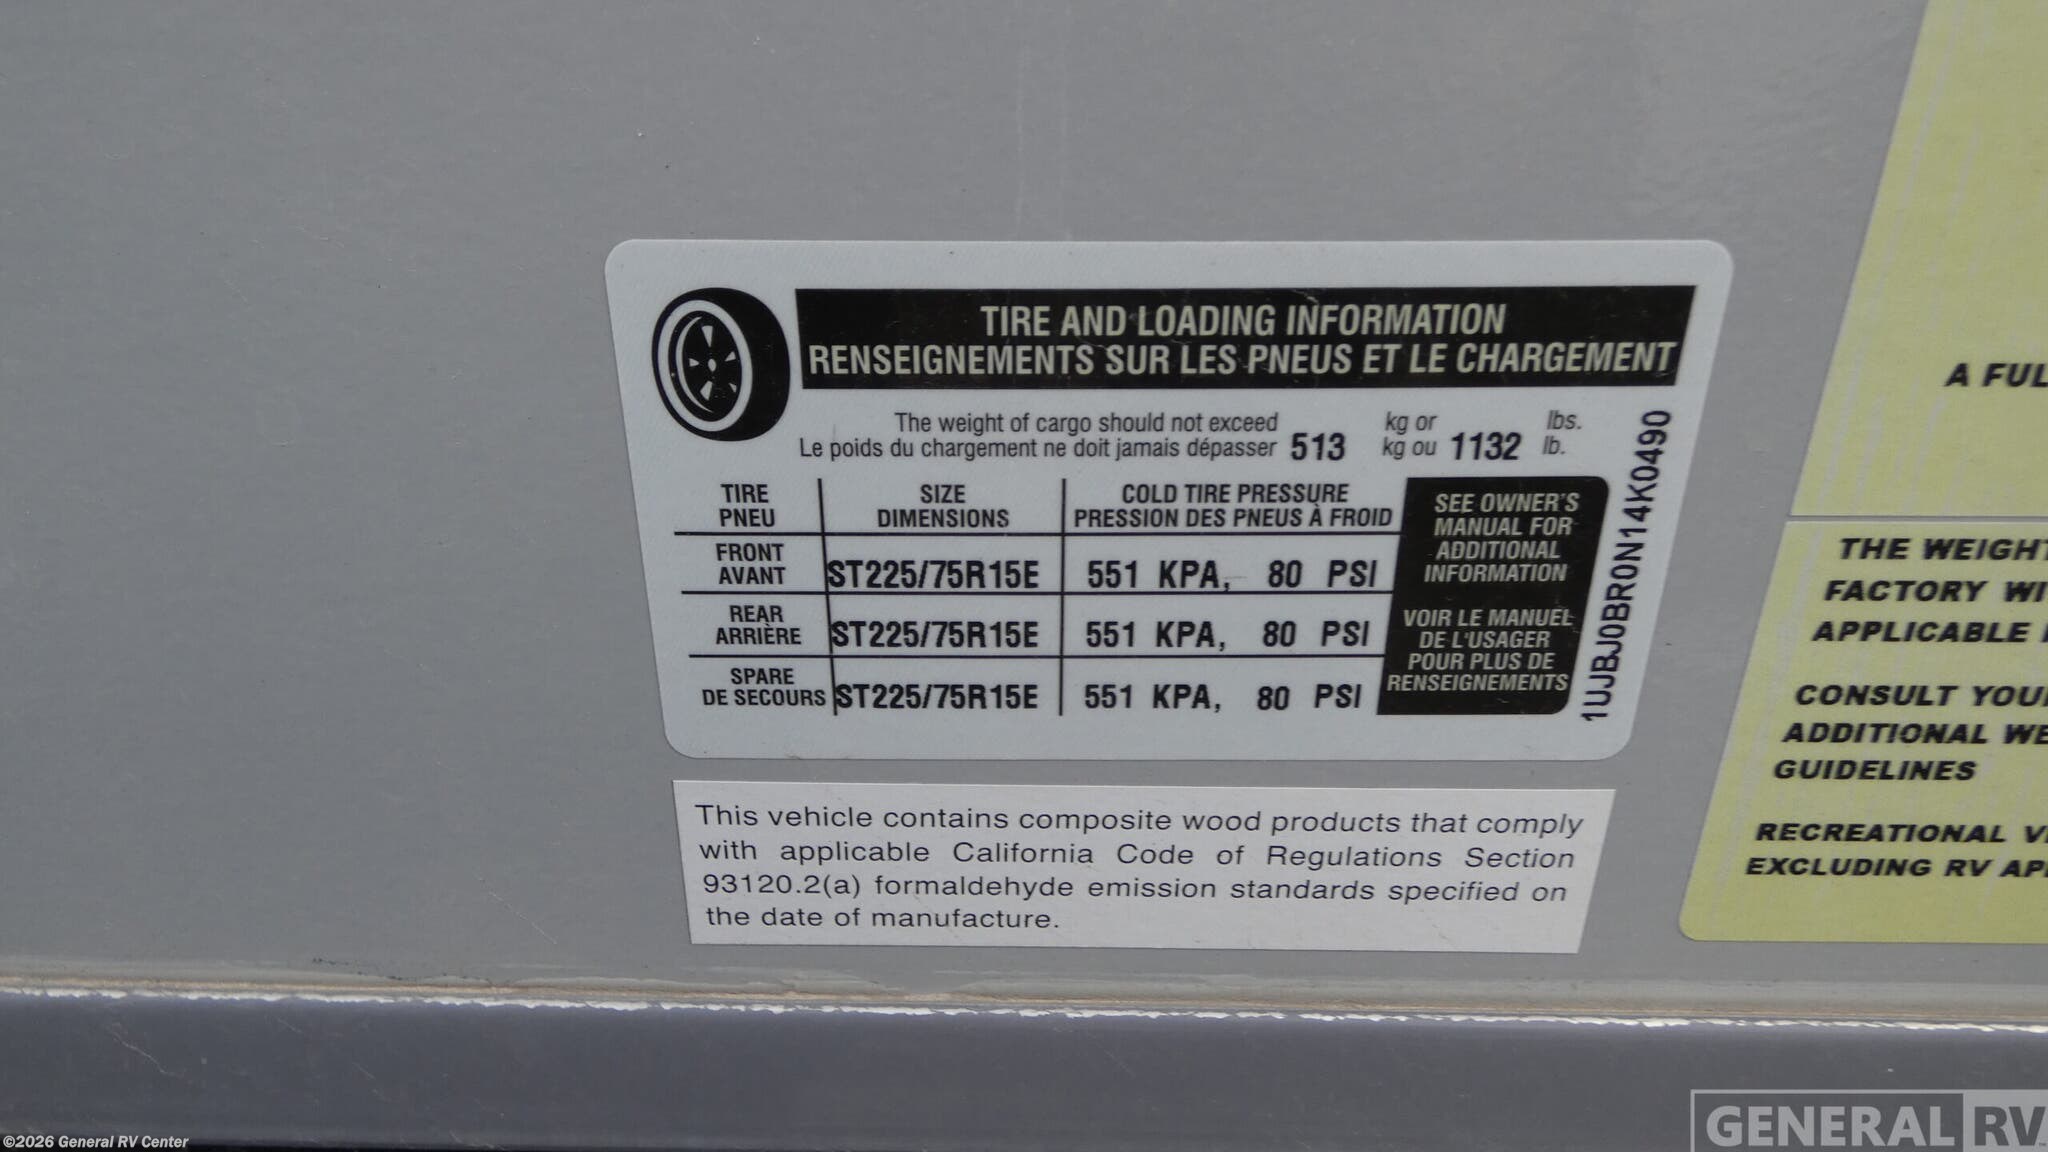 TIRE AND LOADING INFORMATION
RENSEIGNEMENTS SUR LES PNEUS ET LE CHARGEMENT
The weight of cargo should not exceed kg or lbs.
Le poids du chargement ne doit jamais dépasser 513 kg ou 1132 lb.
TIRE SIZE COLD TIRE PRESSURE
PNEU DIMENSIONS PRESSION DES PNEUS À FROID
FRONT
AVANT ST225/75R15E 551 KPA, 80 PSI
REAR
ARRIÈRE ST225/75R15E 551 KPA, 80 PSI
SPARE
DE SECOURS ST225/75R15E 551 KPA, 80 PSI
SEE OWNER'S
MANUAL FOR
ADDITIONAL
INFORMATION
VOIR LE MANUEL
DE L'USAGER
POUR PLUS DE
RENSEIGNEMENTS
1UJBJ0BR0N14K0490
This vehicle contains composite wood products that comply
with applicable California Code of Regulations Section
93120.2(a) formaldehyde emission standards specified on
the date of manufacture.
A FUL
THE WEIGHT
FACTORY WI
APPLICABLE
CONSULT YOU
ADDITIONAL WE
GUIDELINES
RECREATIONAL V
EXCLUDING RV AP
©2026 General RV Center
GENERAL RV